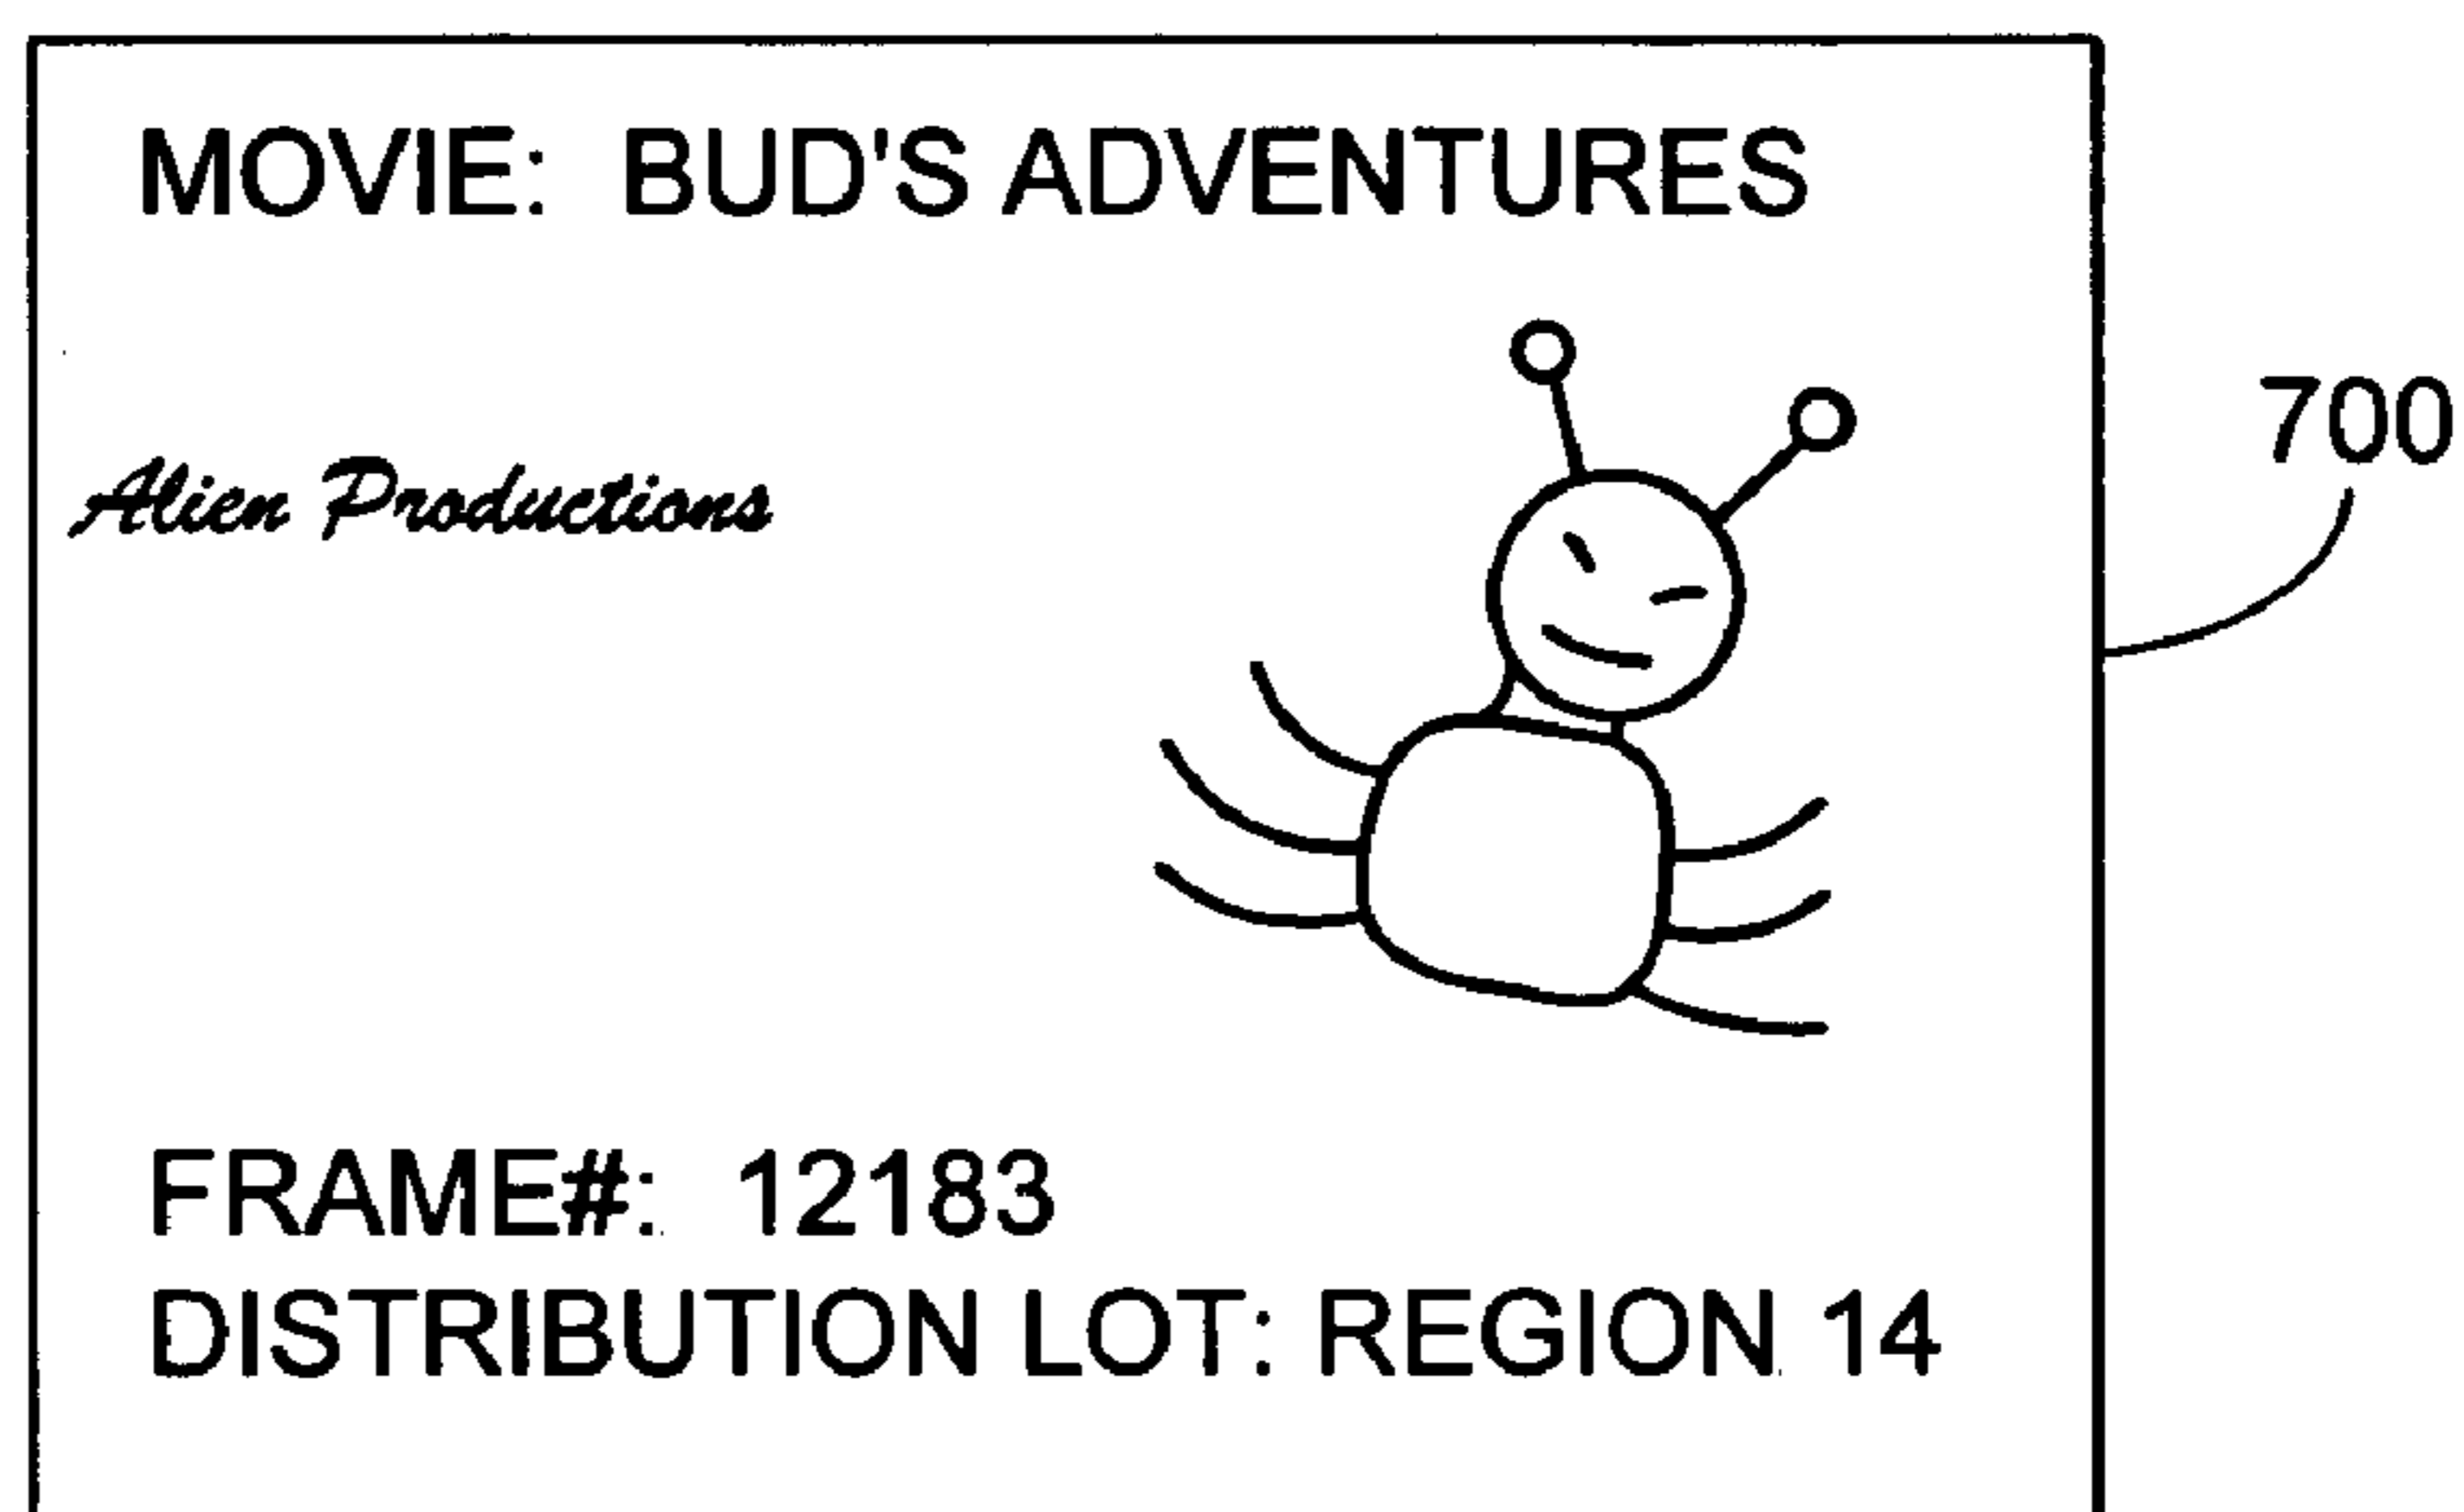 MOVIE: BUD'S ADVENTURES
700
Alien Productions
FRAME#: 12183
DISTRIBUTION LOT: REGION 14